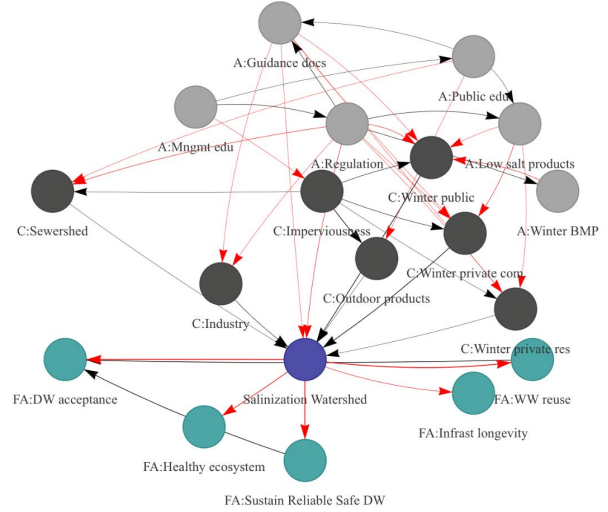 A:Guidance docs
A:Public edu
A:Mngmt edu
A:Regulation
A:Low salt products
C:Winter public
C:Sewershed
C:Imperviousness
A:Winter BMP
C:Winter private com
C:Outdoor products
C:Industry
C:Winter private res
FA:DW acceptance
Salinization Watershed
FA:WW reuse
FA:Infrast longevity
FA:Healthy ecosystem
FA:Sustain Reliable Safe DW